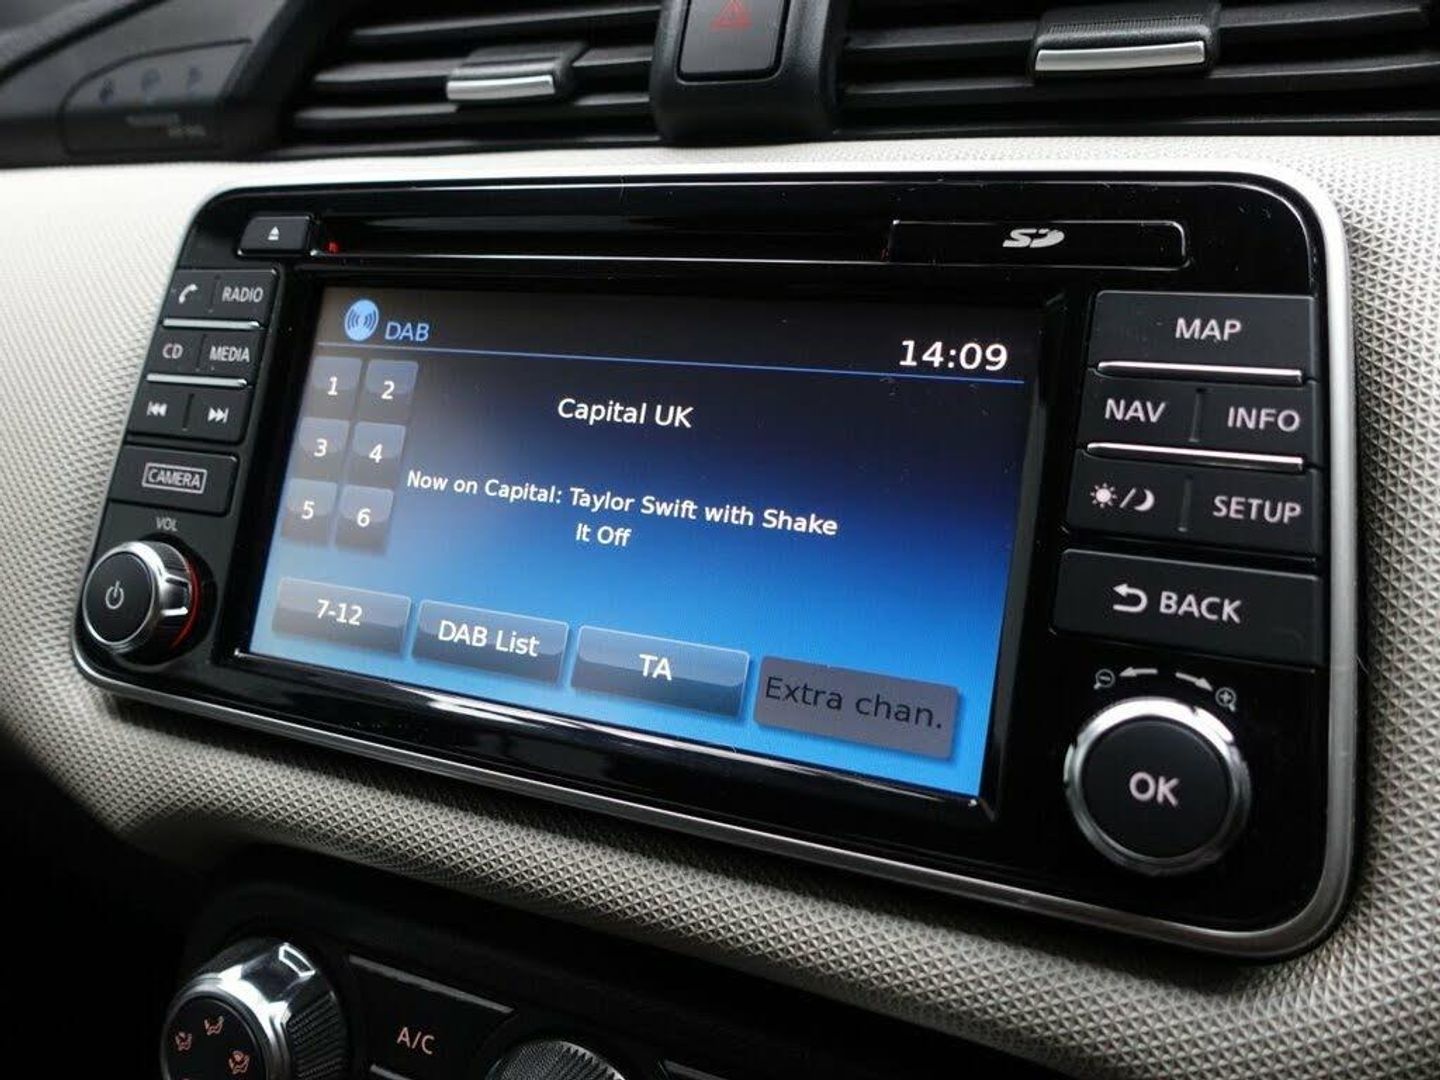 SD
RADIO
CD MEDIA
CAMERA
VOL
DAB
14:09
1 2
3 4
5 6
Capital UK
Now on Capital: Taylor Swift with Shake
It Off
7-12
DAB List
TA
Extra chan.
MAP
NAV INFO
SETUP
BACK
OK
A/C